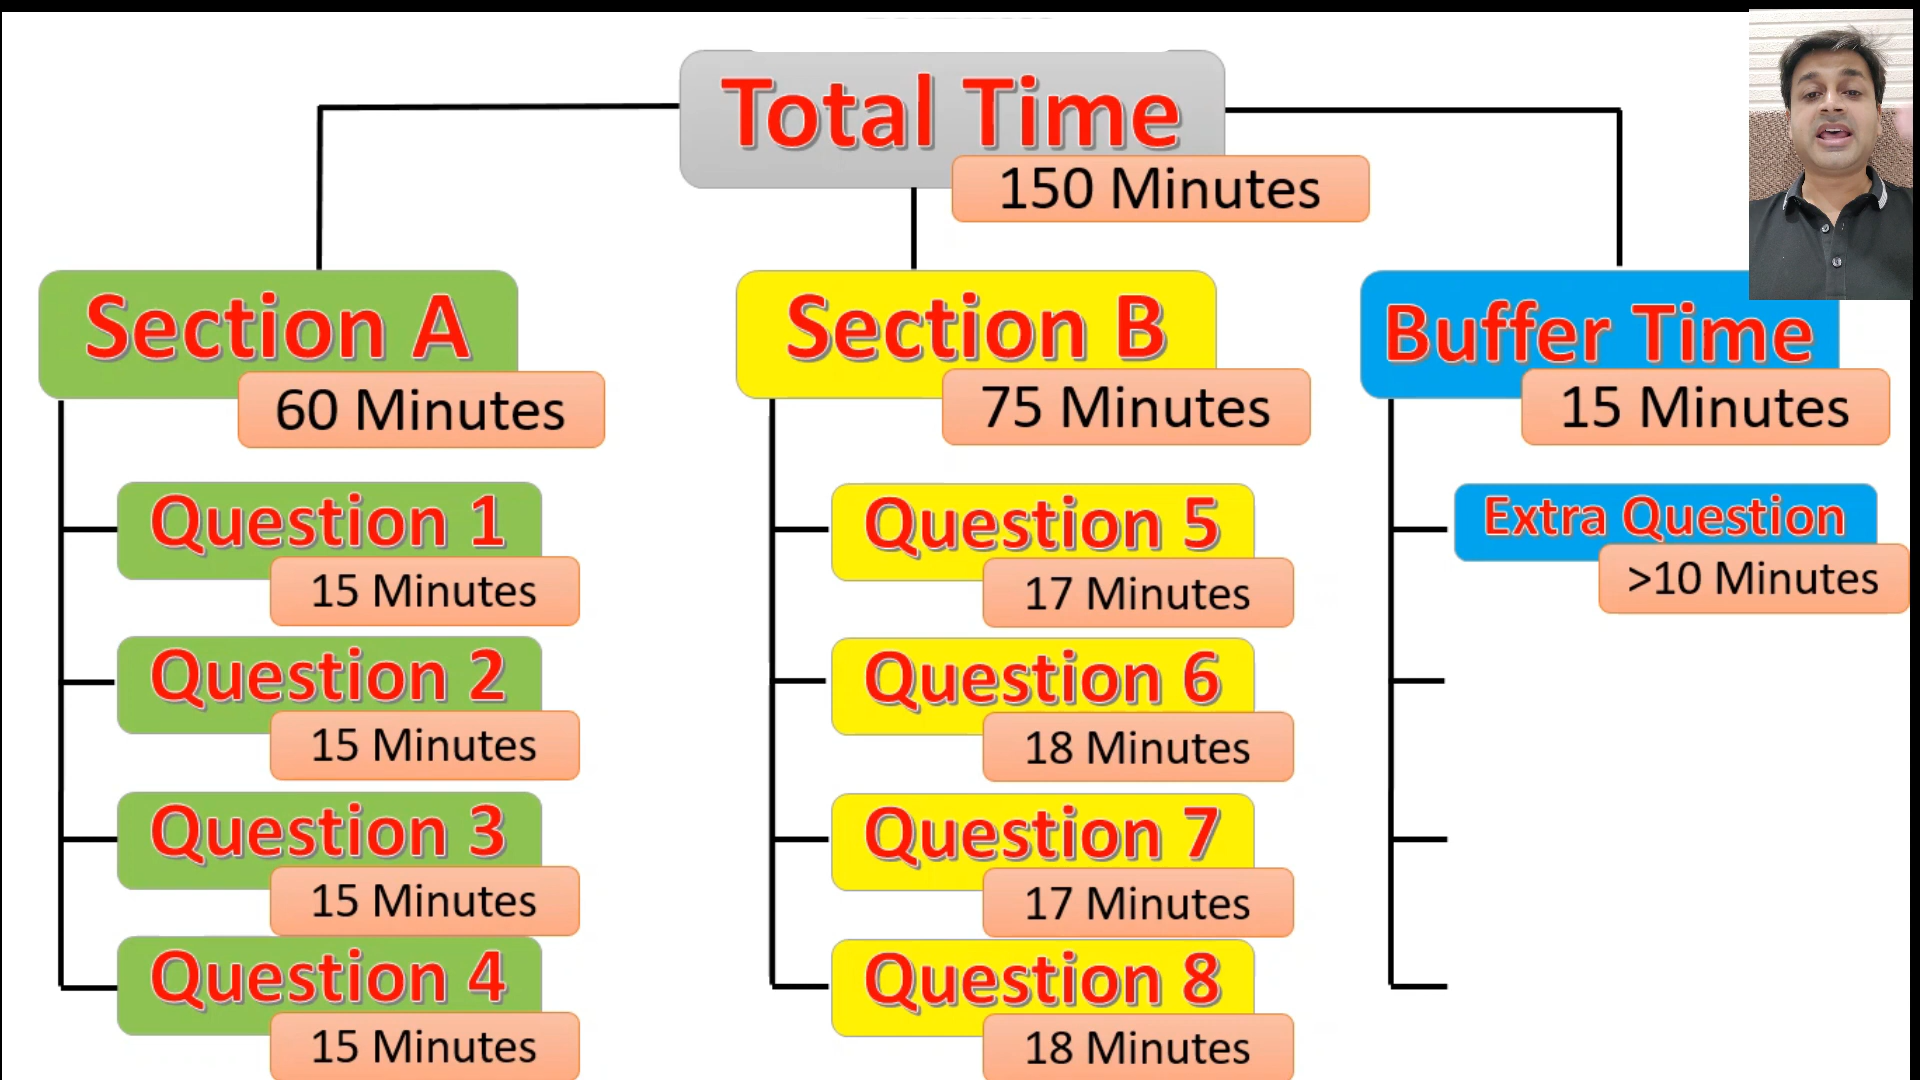 Total Time
150 Minutes
Section A
60 Minutes
Question 1
15 Minutes
Question 2
15 Minutes
Question 3
15 Minutes
Question 4
15 Minutes
Section B
75 Minutes
Question 5
17 Minutes
Question 6
18 Minutes
Question 7
17 Minutes
Question 8
18 Minutes
Buffer Time
15 Minutes
Extra Question
>10 Minutes